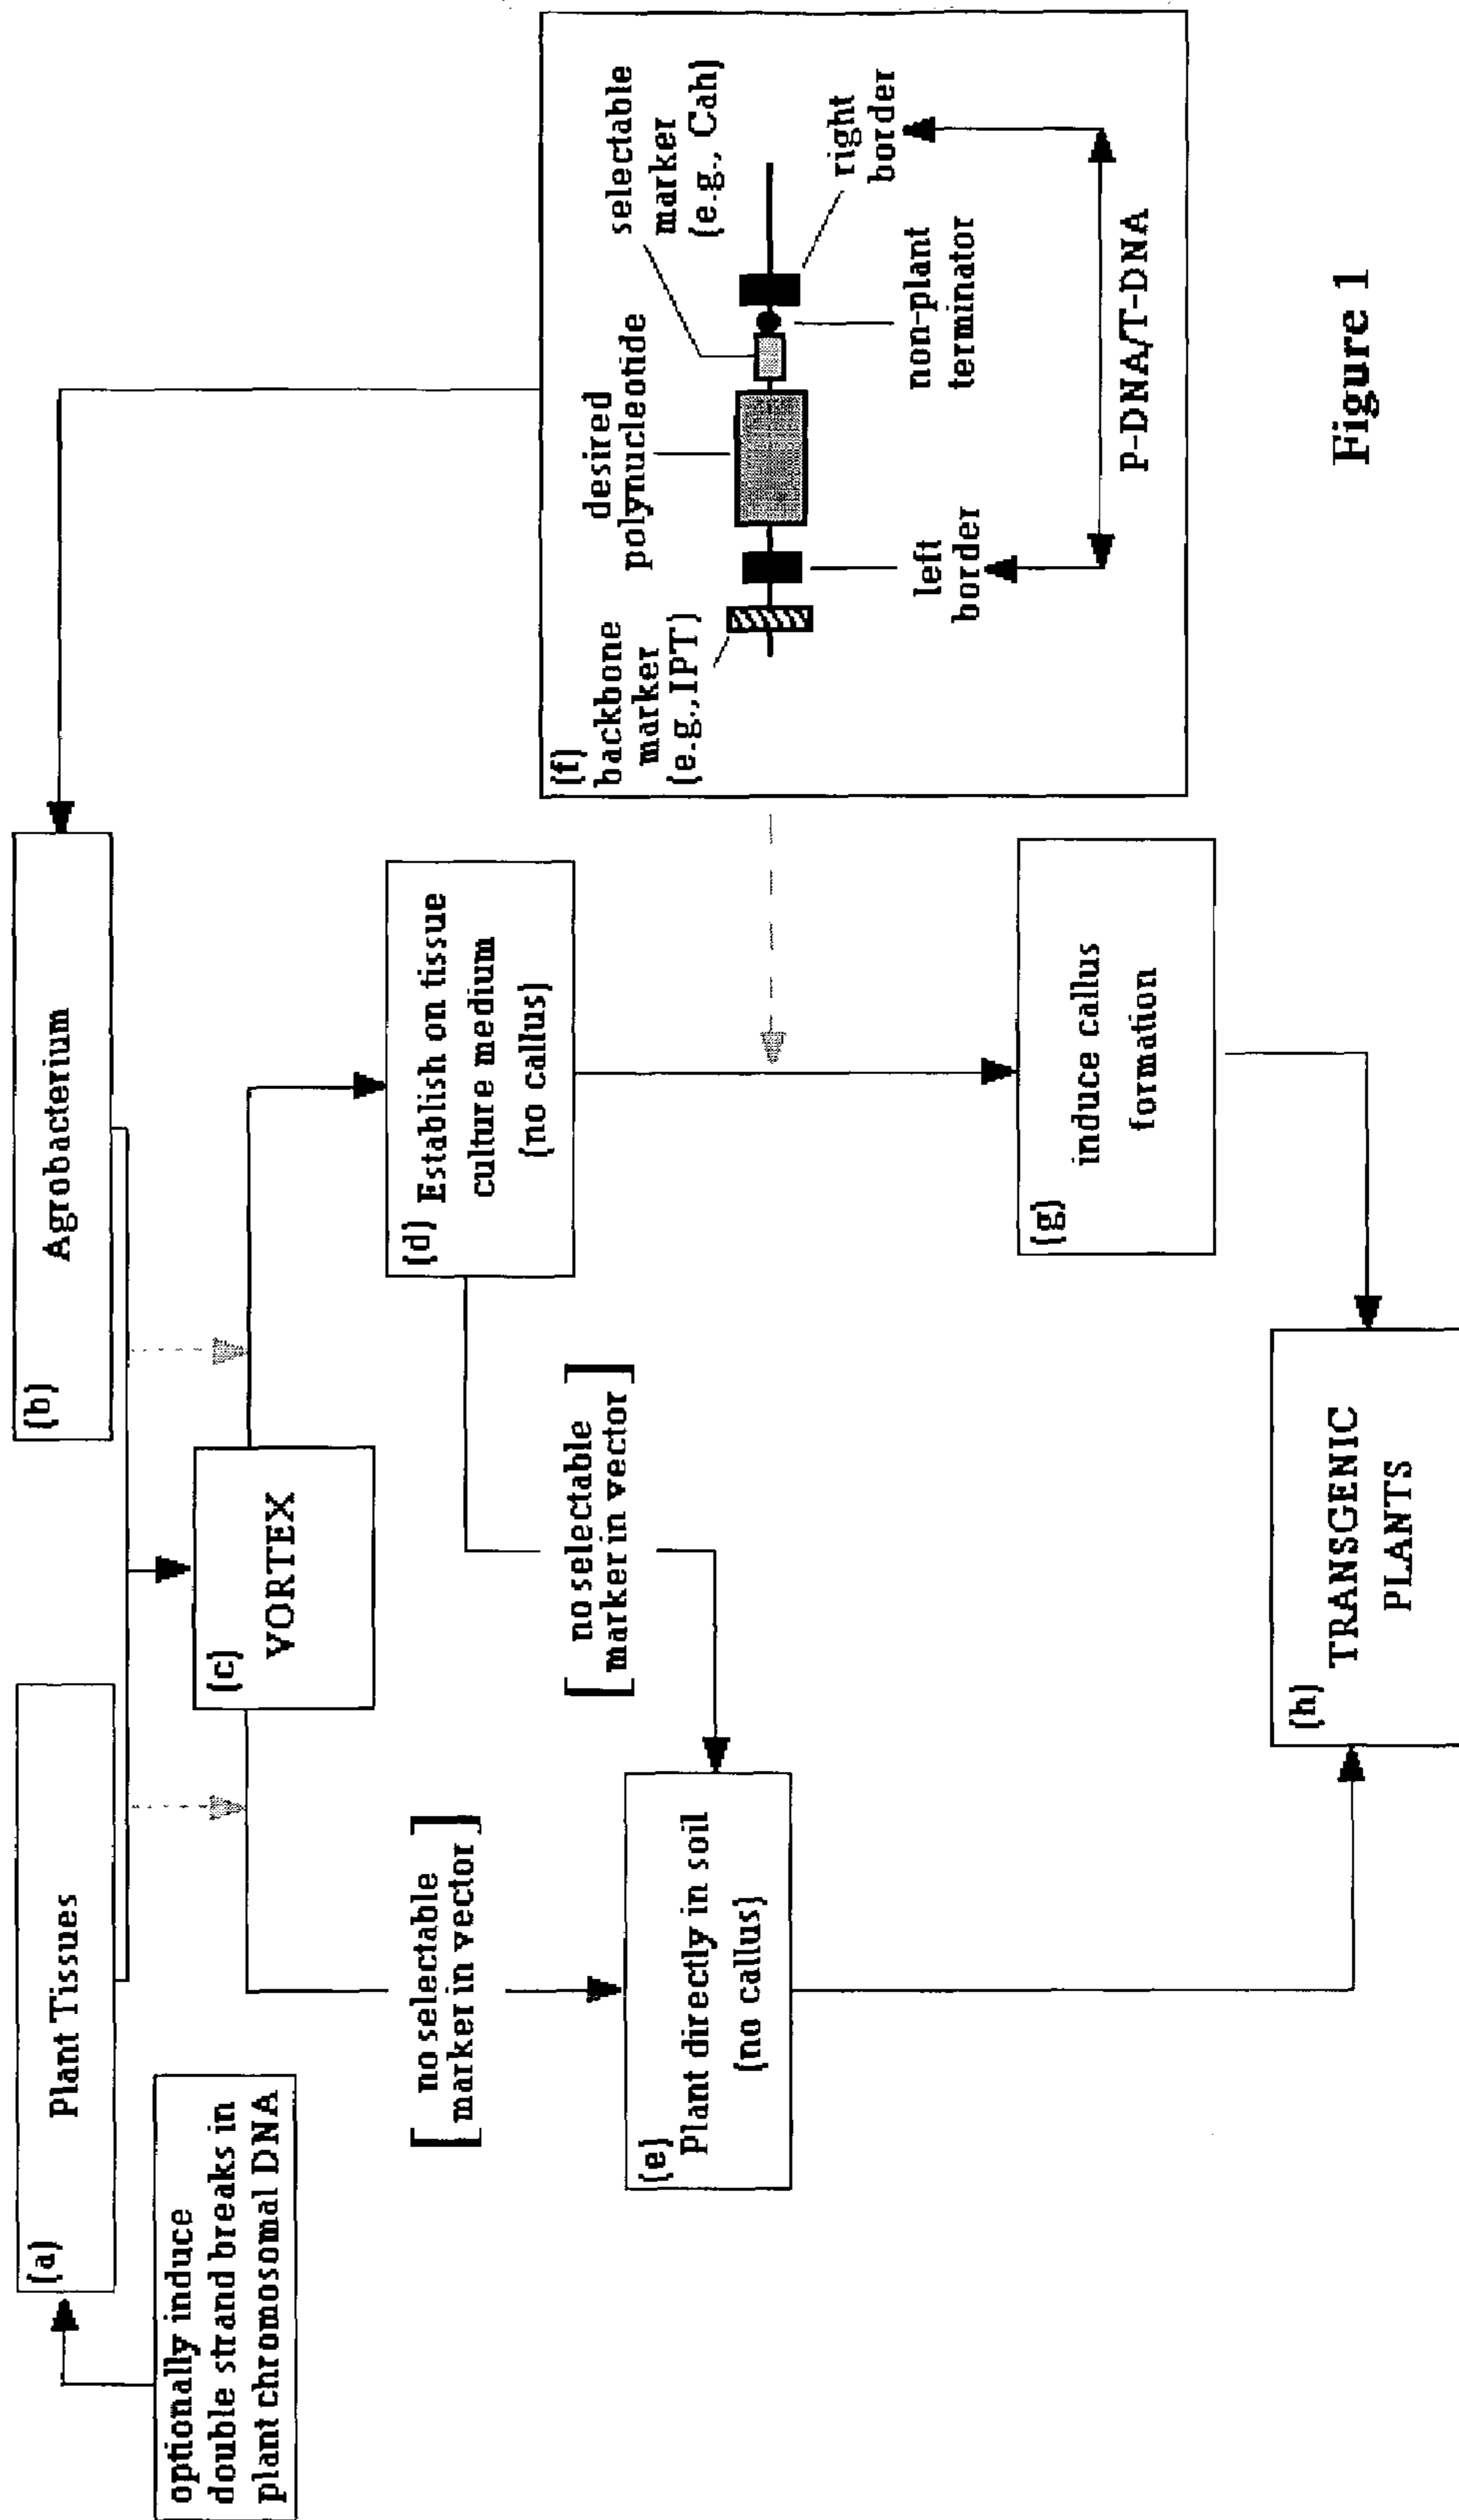 optionally induce
double strand breaks in
plant chromosomal DNA
(a)
Plant Tissues
(b)
Agrobacterium
(c)
VORTEX
[ no selectable
marker in vector ]
(d) Establish on tissue
culture medium
(no callus)
[ no selectable
marker in vector ]
(e)
Plant directly in soil
(no callus)
(f)
backbone
marker
(e.g.,IPT)
desired
polynucleotide
selectable
marker
(e.g., Cah)
left
border
non-plant
terminator
right
border
P-DNA/T-DNA
(g)
induce callus
formation
(h)
TRANSGENIC
PLANTS
Figure 1